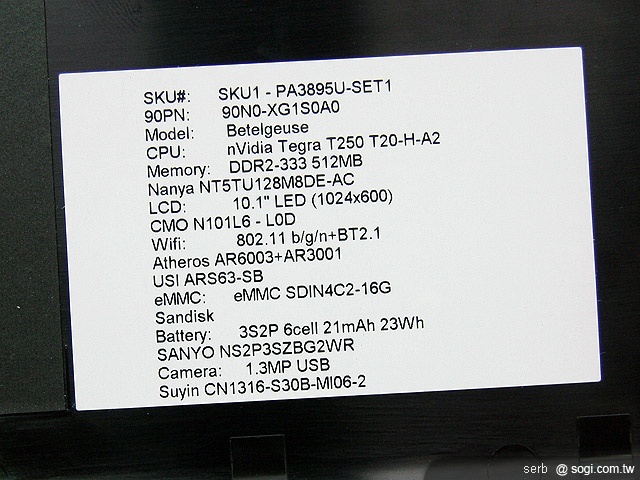 SKU#: SKU1 - PA3895U-SET1
90PN: 90N0-XG1S0A0
Model: Betelgeuse
CPU: nVidia Tegra T250 T20-H-A2
Memory: DDR2-333 512MB
Nanya NT5TU128M8DE-AC
LCD: 10.1" LED (1024x600)
CMO N101L6 - L0D
Wifi: 802.11 b/g/n+BT2.1
Atheros AR6003+AR3001
USI ARS63-SB
eMMC: eMMC SDIN4C2-16G
Sandisk
Battery: 3S2P 6cell 21mAh 23Wh
SANYO NS2P3SZBG2WR
Camera: 1.3MP USB
Suyin CN1316-S30B-MI06-2
serb @ sogi.com.tw